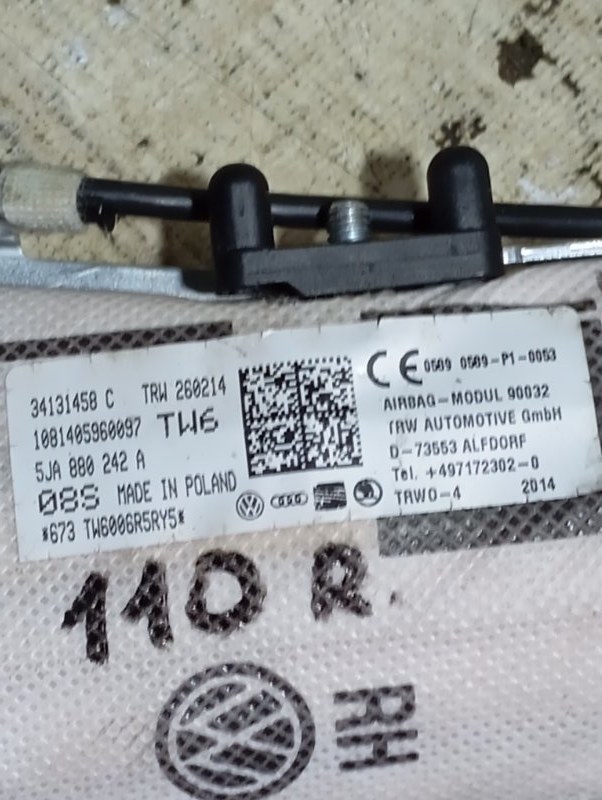 34131458 C TRW 260214
1081405960097 TW6
5JA 880 242 A
08S MADE IN POLAND
*673 TW6006R5RY5*
CE 0589 0589-P1-0053
AIRBAG-MODUL 90032
TRW AUTOMOTIVE GmbH
D-73553 ALFDORF
Tel. +497172302-0
TRWO-4 2014
110 R.
RH